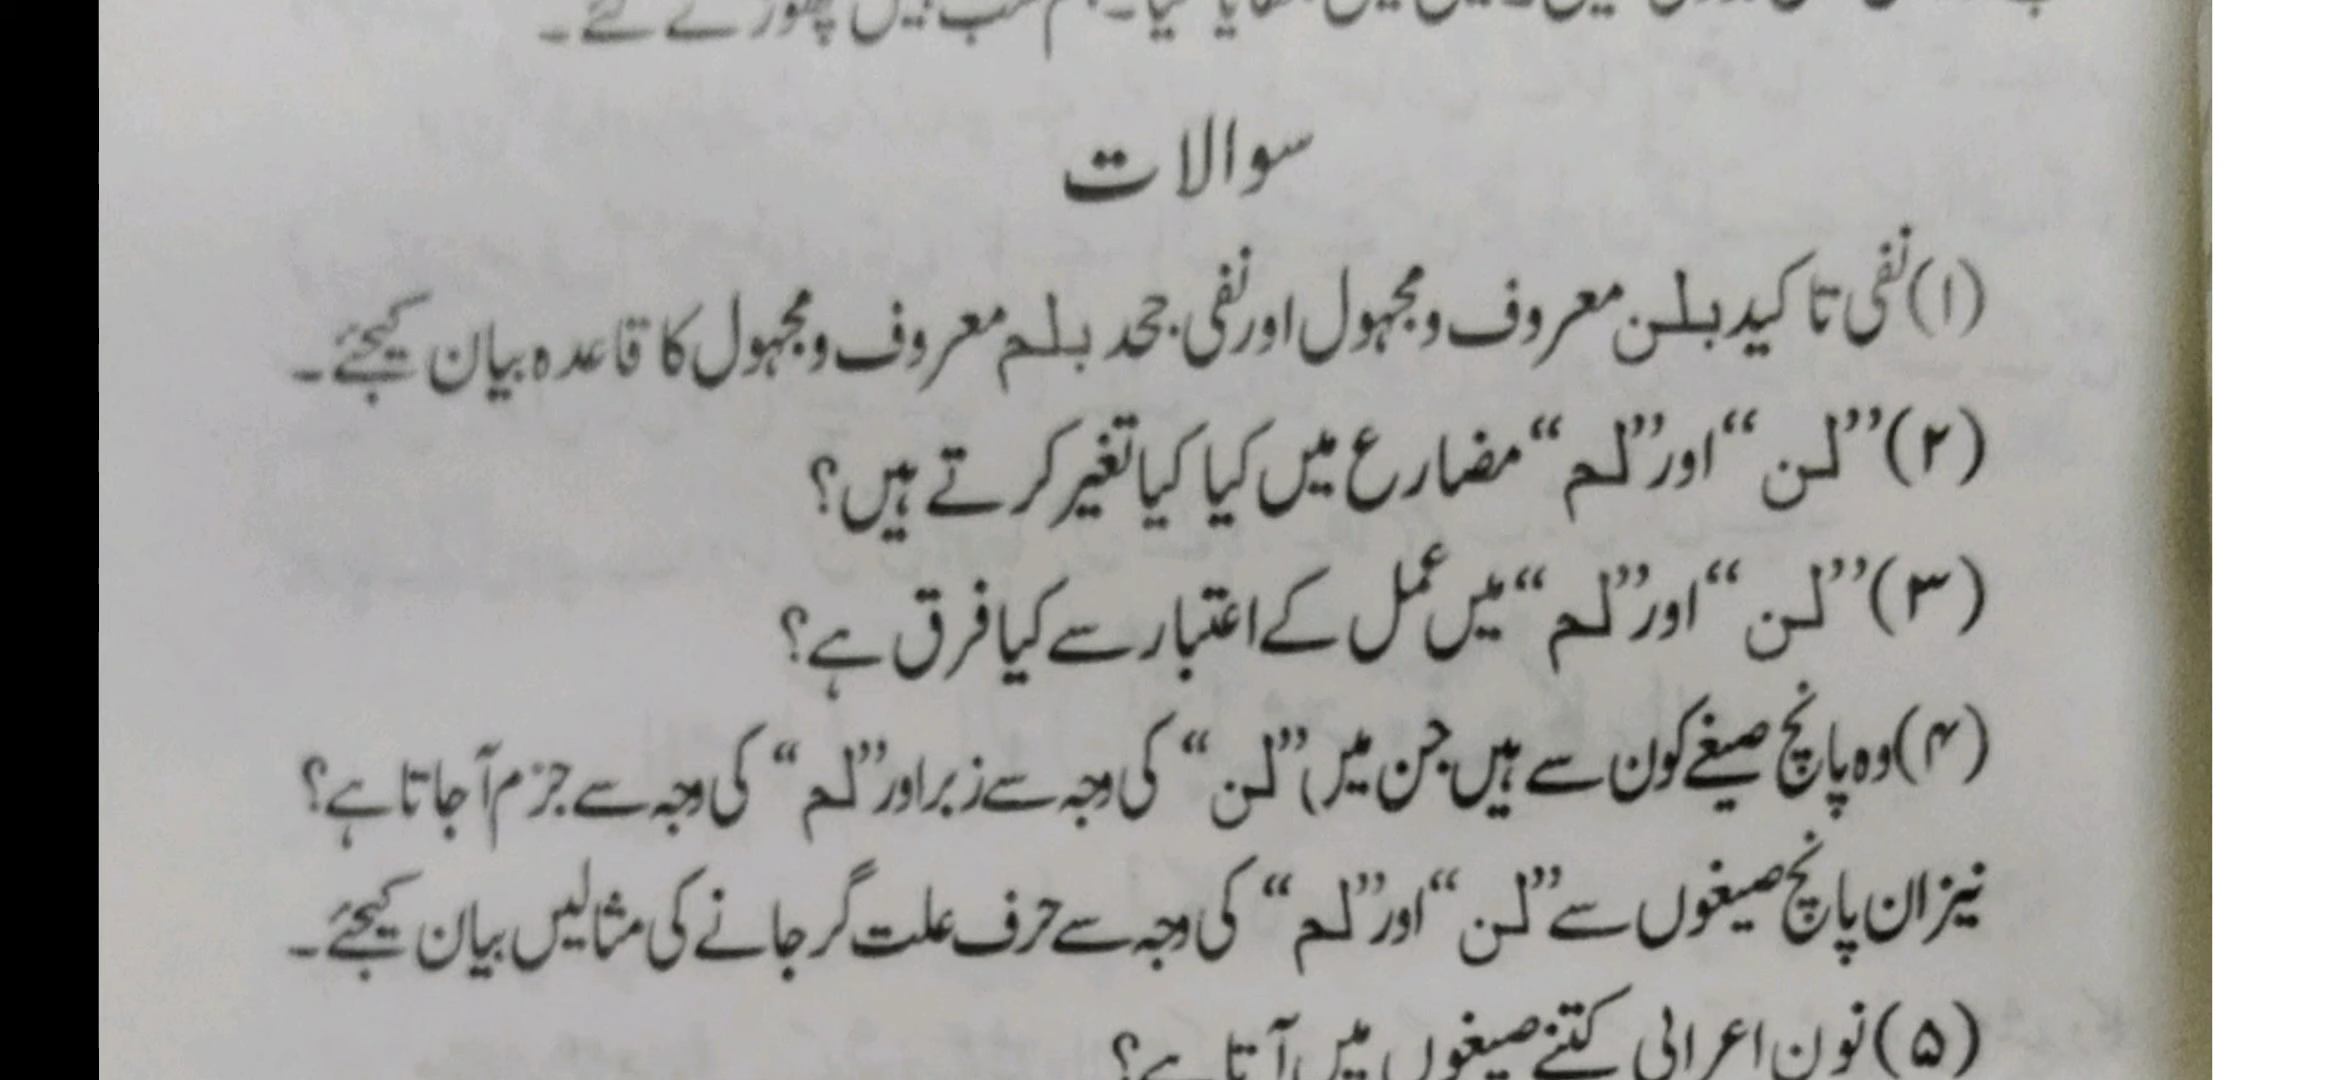 چھوڑے گئے۔
سوالات
(۱) نفی تاکید بلن معروف و مجہول اور نفی جحد بلم معروف و مجہول کا قاعدہ بیان کیجئے۔
(۲) ”لن“ اور ”لم“ مضارع میں کیا کیا تغیر کرتے ہیں؟
(۳) ”لن“ اور ”لم“ میں عمل کے اعتبار سے کیا فرق ہے؟
(۴) وہ پانچ صیغے کون سے ہیں جن میں ”لن“ کی وجہ سے زبر اور ”لم“ کی وجہ سے جزم آ جاتا ہے؟
نیز ان پانچ صیغوں سے ”لن“ اور ”لم“ کی وجہ سے حرف علت گر جانے کی مثالیں بیان کیجئے۔
(۵) نون اعرابی کتنے صیغوں میں آتا ہے؟